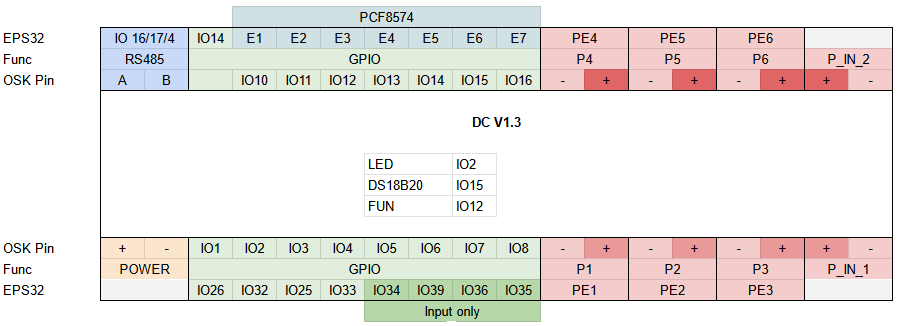 PCF8574
EPS32 IO 16/17/4 IO14 E1 E2 E3 E4 E5 E6 E7 PE4 PE5 PE6
Func RS485 GPIO P4 P5 P6 P_IN_2
OSK Pin A B IO10 IO11 IO12 IO13 IO14 IO15 IO16 - + - + - + + -
DC V1.3
LED IO2
DS18B20 IO15
FUN IO12
OSK Pin + - IO1 IO2 IO3 IO4 IO5 IO6 IO7 IO8 - + - + - + + -
Func POWER GPIO P1 P2 P3 P_IN_1
EPS32 IO26 IO32 IO25 IO33 IO34 IO39 IO36 IO35 PE1 PE2 PE3
Input only